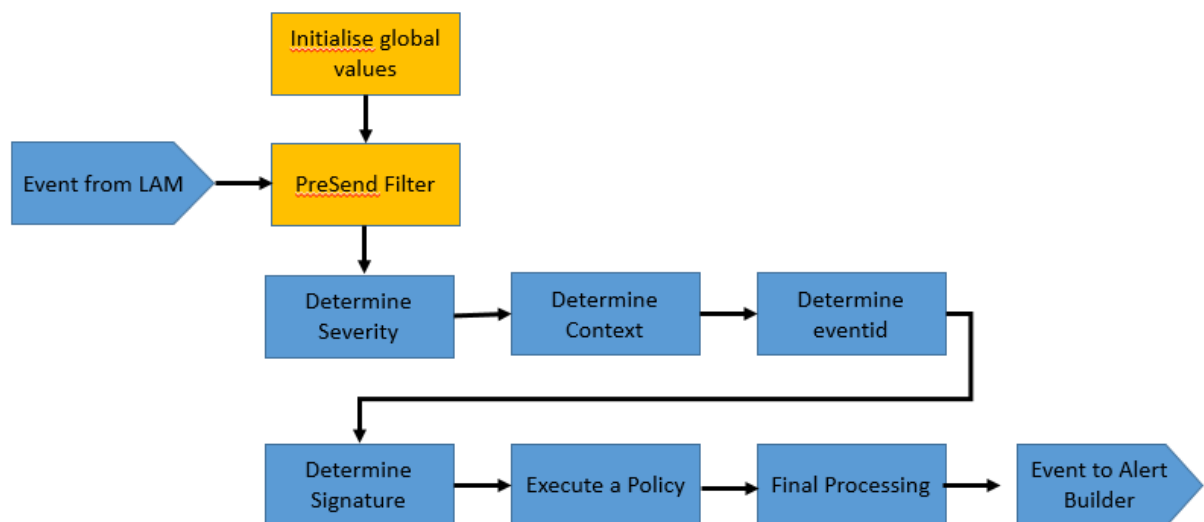 Initialise global
values
Event from LAM
PreSend Filter
Determine
Severity
Determine
Context
Determine
eventid
Determine
Signature
Execute a Policy
Final Processing
Event to Alert
Builder